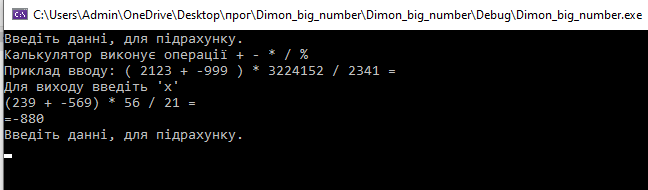 C:\Users\Admin\OneDrive\Desktop\прог\Dimon_big_number\Dimon_big_number\Debug\Dimon_big_number.exe
Введіть данні, для підрахунку.
Калькулятор виконує операції + - * / %
Приклад вводу: ( 2123 + -999 ) * 3224152 / 2341 =
Для виходу введіть 'x'
(239 + -569) * 56 / 21 =
=-880
Введіть данні, для підрахунку.